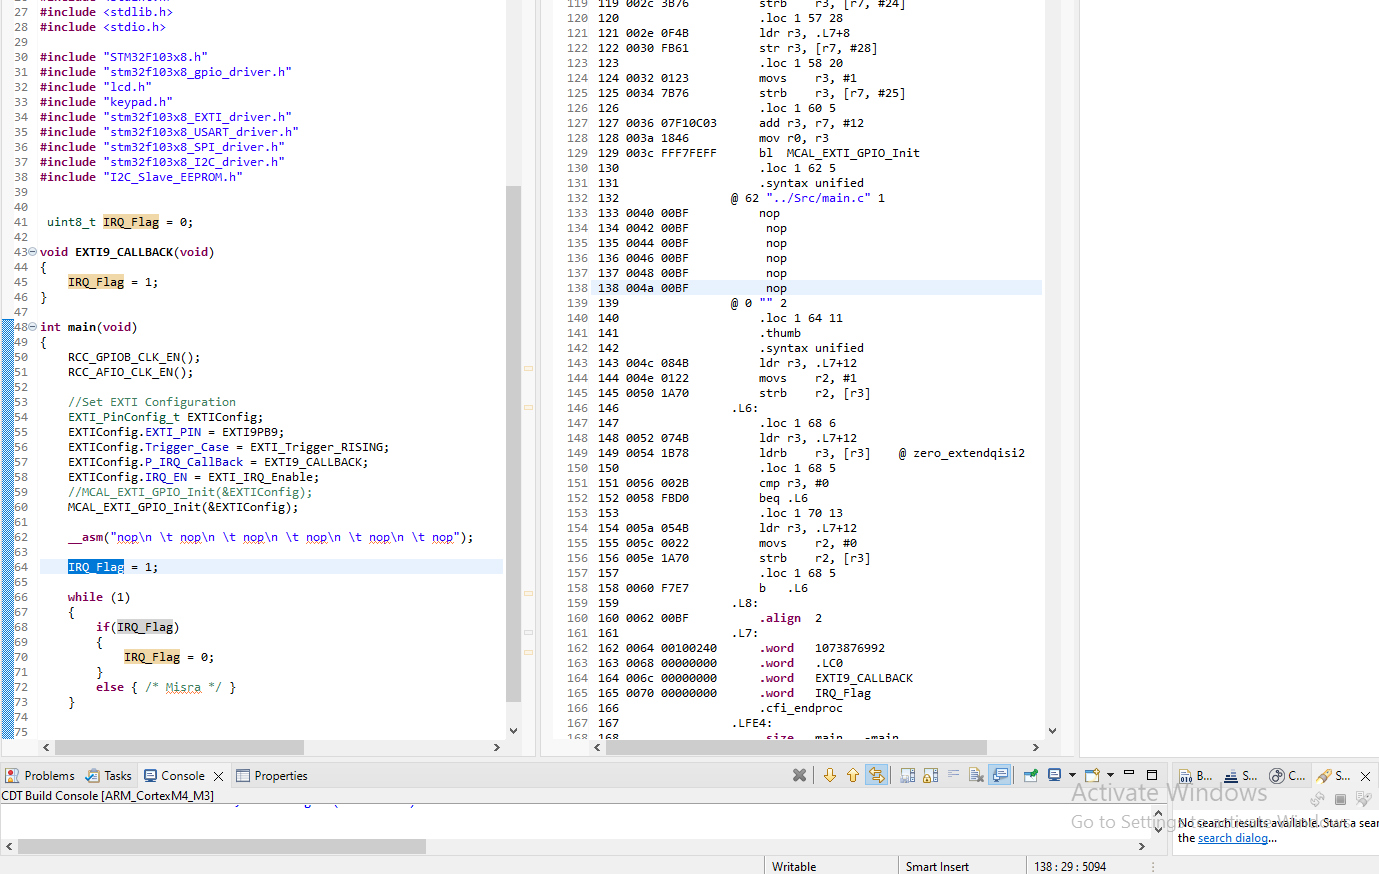 27 #include <stdlib.h>
28 #include <stdio.h>
29
30 #include "STM32F103x8.h"
31 #include "stm32f103x8_gpio_driver.h"
32 #include "lcd.h"
33 #include "keypad.h"
34 #include "stm32f103x8_EXTI_driver.h"
35 #include "stm32f103x8_USART_driver.h"
36 #include "stm32f103x8_SPI_driver.h"
37 #include "stm32f103x8_I2C_driver.h"
38 #include "I2C_Slave_EEPROM.h"
39
40
41 uint8_t IRQ_Flag = 0;
42
43 void EXTI9_CALLBACK(void)
44 {
45 IRQ_Flag = 1;
46 }
47
48 int main(void)
49 {
50 RCC_GPIOB_CLK_EN();
51 RCC_AFIO_CLK_EN();
52
53 //Set EXTI Configuration
54 EXTI_PinConfig_t EXTIConfig;
55 EXTIConfig.EXTI_PIN = EXTI9PB9;
56 EXTIConfig.Trigger_Case = EXTI_Trigger_RISING;
57 EXTIConfig.P_IRQ_CallBack = EXTI9_CALLBACK;
58 EXTIConfig.IRQ_EN = EXTI_IRQ_Enable;
59 //MCAL_EXTI_GPIO_Init(&EXTIConfig);
60 MCAL_EXTI_GPIO_Init(&EXTIConfig);
61
62 __asm("nop\n \t nop\n \t nop\n \t nop\n \t nop\n \t nop");
63
64 IRQ_Flag = 1;
65
66 while (1)
67 {
68 if(IRQ_Flag)
69 {
70 IRQ_Flag = 0;
71 }
72 else { /* Misra */ }
73 }
74
75
119 119 002c 3B76 strb r3, [r7, #24]
120 120 .loc 1 57 28
121 121 002e 0F4B ldr r3, .L7+8
122 122 0030 FB61 str r3, [r7, #28]
123 123 .loc 1 58 20
124 124 0032 0123 movs r3, #1
125 125 0034 7B76 strb r3, [r7, #25]
126 126 .loc 1 60 5
127 127 0036 07F10C03 add r3, r7, #12
128 128 003a 1846 mov r0, r3
129 129 003c FFF7FEFF bl MCAL_EXTI_GPIO_Init
130 130 .loc 1 62 5
131 131 .syntax unified
132 132 @ 62 "../Src/main.c" 1
133 133 0040 00BF nop
134 134 0042 00BF nop
135 135 0044 00BF nop
136 136 0046 00BF nop
137 137 0048 00BF nop
138 138 004a 00BF nop
139 139 @ 0 "" 2
140 140 .loc 1 64 11
141 141 .thumb
142 142 .syntax unified
143 143 004c 084B ldr r3, .L7+12
144 144 004e 0122 movs r2, #1
145 145 0050 1A70 strb r2, [r3]
146 146 .L6:
147 147 .loc 1 68 6
148 148 0052 074B ldr r3, .L7+12
149 149 0054 1B78 ldrb r3, [r3] @ zero_extendqisi2
150 150 .loc 1 68 5
151 151 0056 002B cmp r3, #0
152 152 0058 FBD0 beq .L6
153 153 .loc 1 70 13
154 154 005a 054B ldr r3, .L7+12
155 155 005c 0022 movs r2, #0
156 156 005e 1A70 strb r2, [r3]
157 157 .loc 1 68 5
158 158 0060 F7E7 b .L6
159 159 .L8:
160 160 0062 00BF .align 2
161 161 .L7:
162 162 0064 00100240 .word 1073876992
163 163 0068 00000000 .word .LC0
164 164 006c 00000000 .word EXTI9_CALLBACK
165 165 0070 00000000 .word IRQ_Flag
166 166 .cfi_endproc
167 167 .LFE4:
168 168 .size main, .-main
Problems Tasks Console Properties
CDT Build Console [ARM_CortexM4_M3]
B... S... C... S...
No search results available. Start a sear
the search dialog...
Activate Windows
Go to Settings to activate Windows.
Writable Smart Insert 138 : 29 : 5094